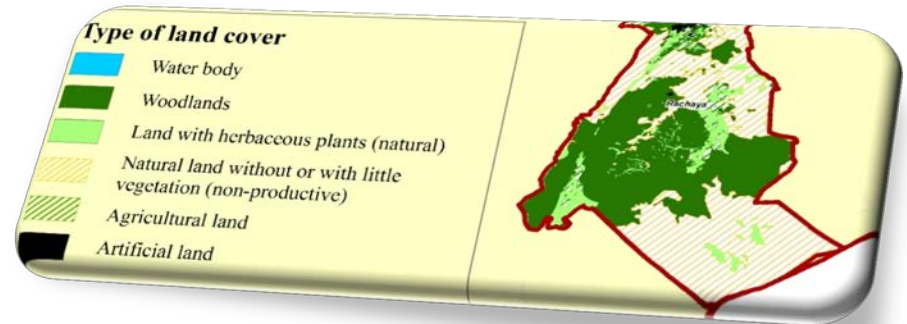 Type of land cover
Water body
Woodlands
Land with herbaceous plants (natural)
Natural land without or with little
vegetation (non-productive)
Agricultural land
Artificial land
Rachaya